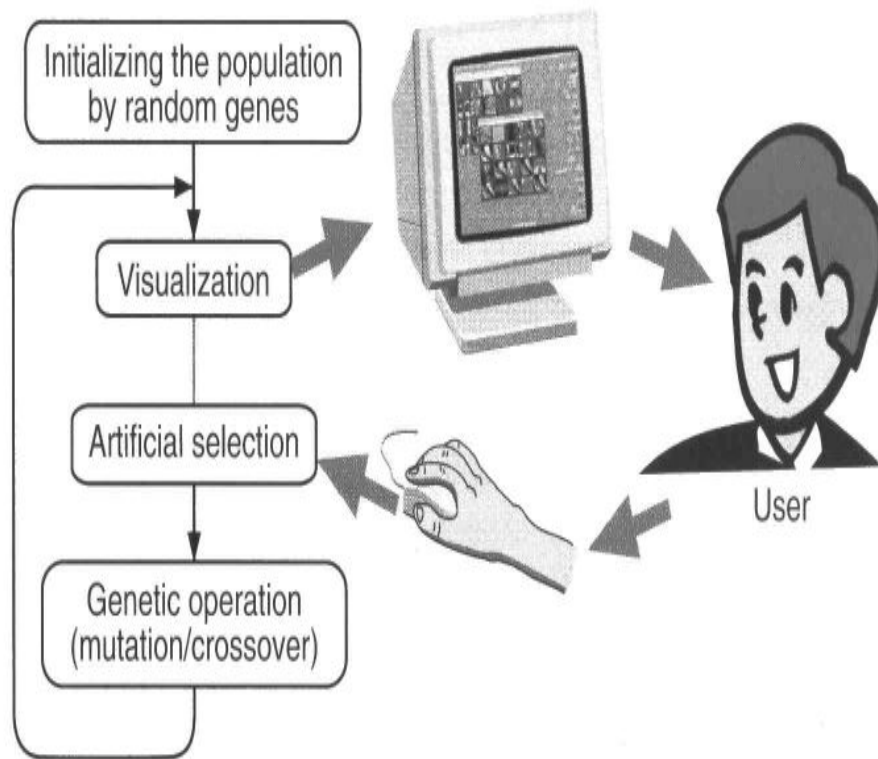 Initializing the population
by random genes
Visualization
Artificial selection
User
Genetic operation
(mutation/crossover)